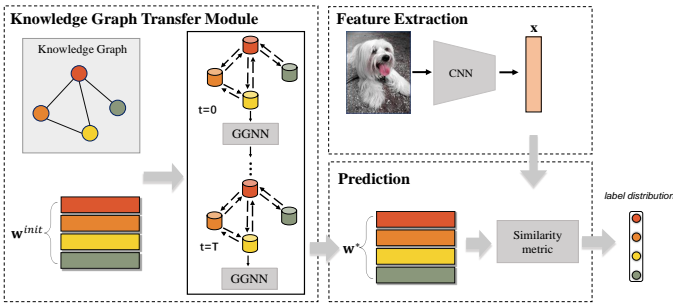 Knowledge Graph Transfer Module
Knowledge Graph
t=0
GGNN
t=T
GGNN
w^init
Feature Extraction
CNN
x
Prediction
w*
Similarity
metric
label distribution